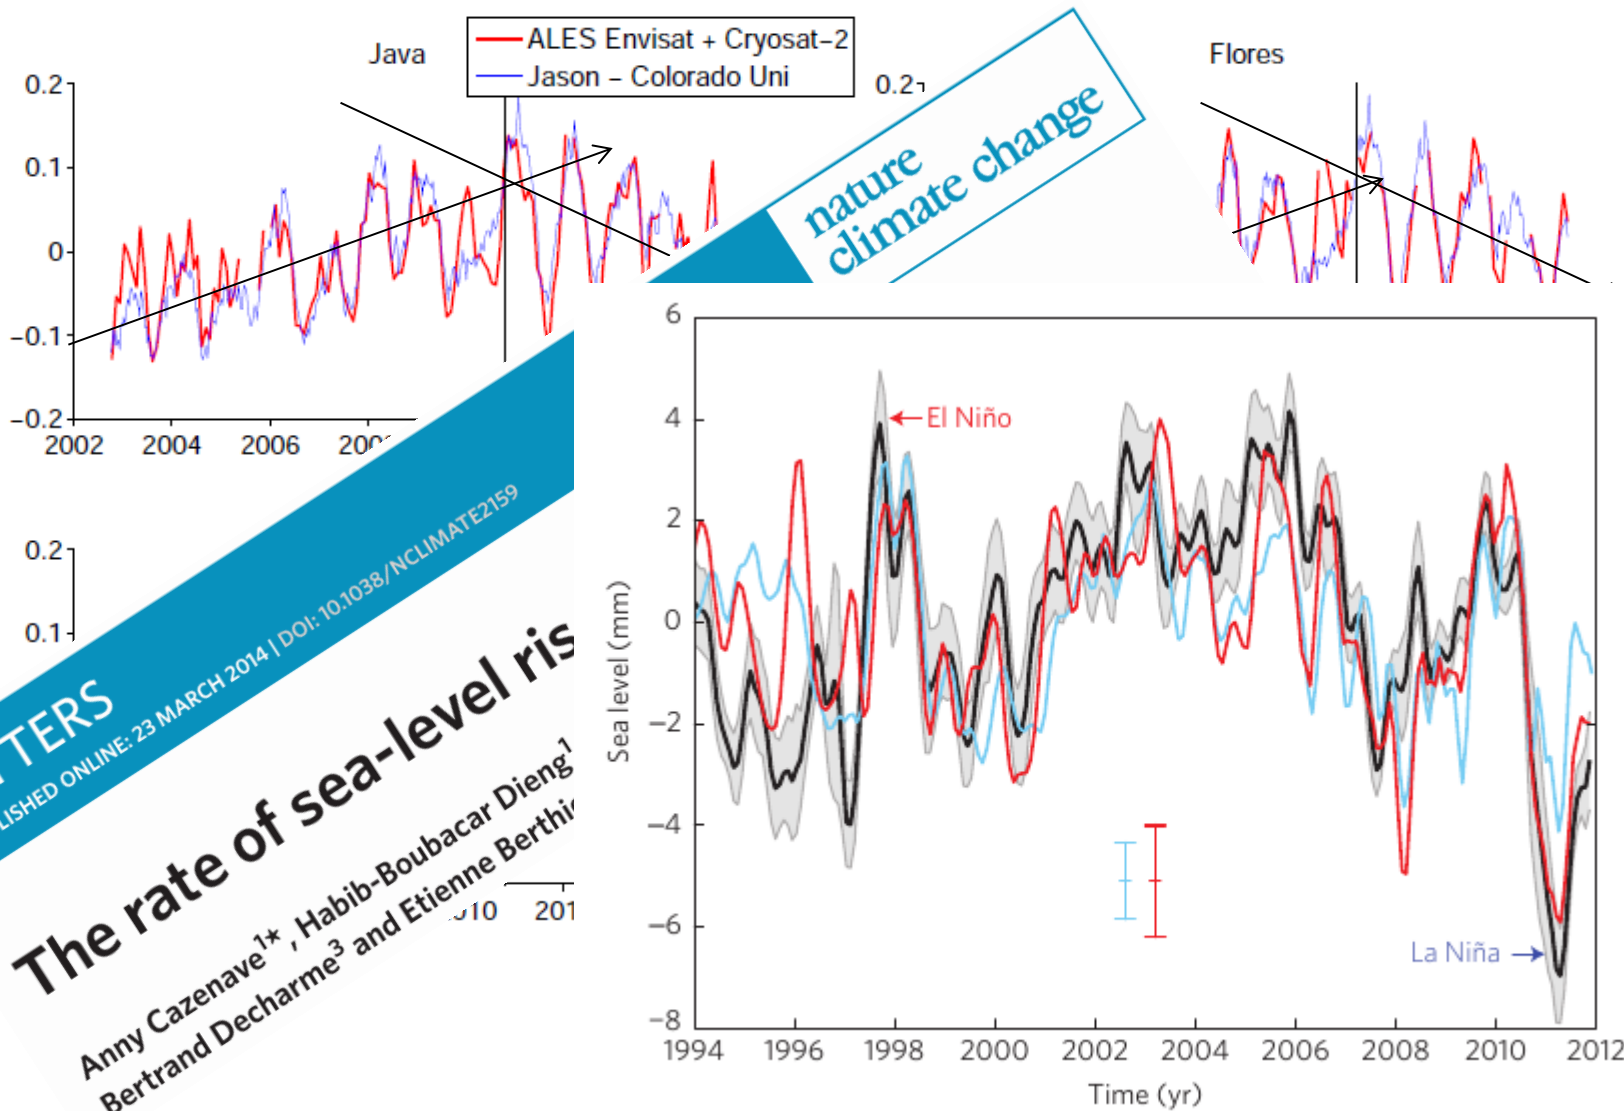 Java
ALES Envisat + Cryosat-2
Jason - Colorado Uni
Flores
0.2
0.1
0
-0.1
-0.2
2002 2004 2006
0.2
nature
climate change
0.2
0.1
PUBLISHED ONLINE: 23 MARCH 2014 | DOI: 10.1038/NCLIMATE2159
The rate of sea-level
Anny Cazenave1*, Habib-Boubacar Dieng1
Bertrand Decharme3 and Etienne
6
4
2
0
−2
−4
−6
−8
Sea level (mm)
El Niño
La Niña
1994 1996 1998 2000 2002 2004 2006 2008 2010 2012
Time (yr)